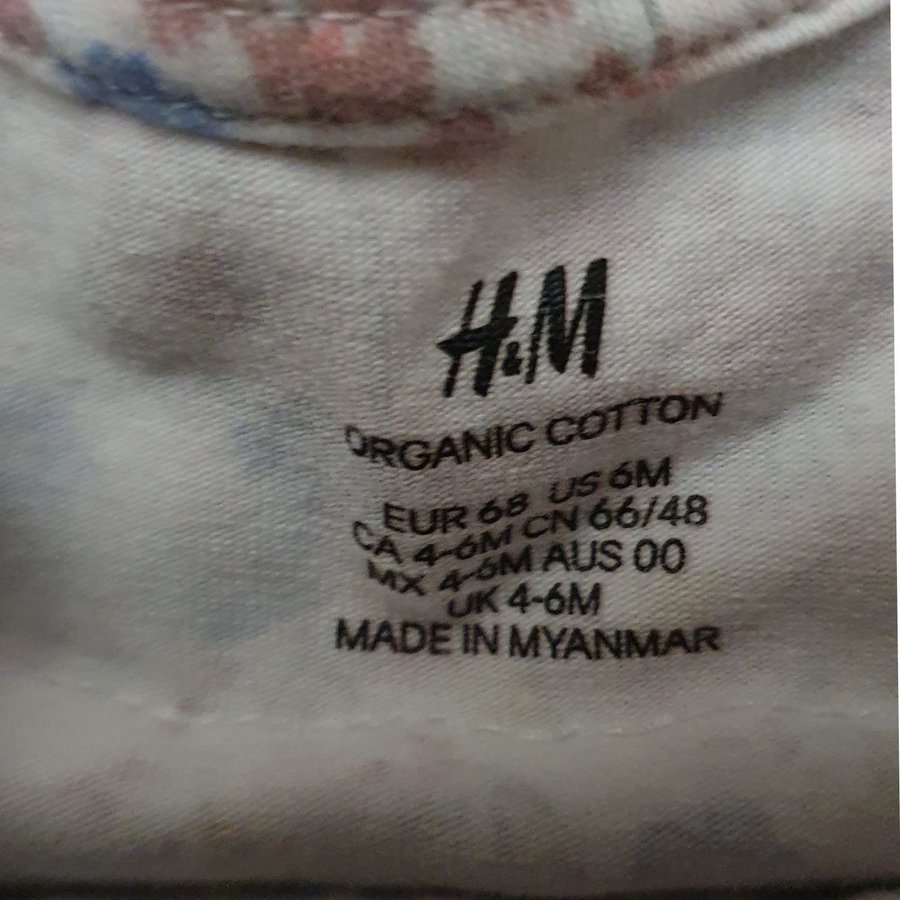 H&M
ORGANIC COTTON
EUR 68 US 6M
CA 4-6M CN 66/48
MX 4-6M AUS 00
UK 4-6M
MADE IN MYANMAR